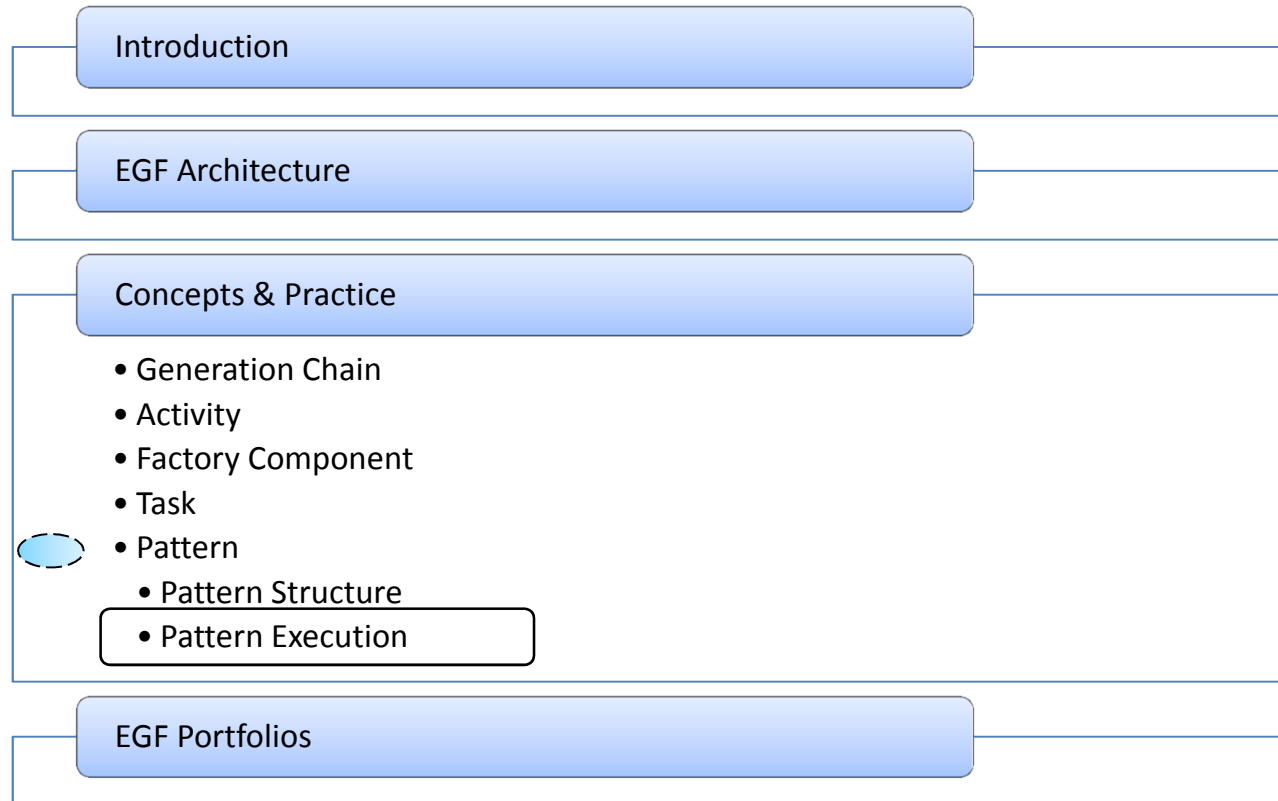 Introduction
EGF Architecture
Concepts & Practice
• Generation Chain
• Activity
• Factory Component
• Task
• Pattern
• Pattern Structure
• Pattern Execution
EGF Portfolios